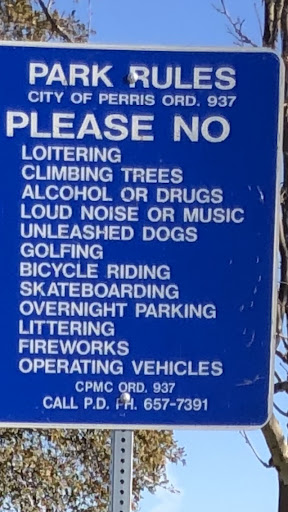 PARK RULES
CITY OF PERRIS ORD. 937
PLEASE NO
LOITERING
CLIMBING TREES
ALCOHOL OR DRUGS
LOUD NOISE OR MUSIC
UNLEASHED DOGS
GOLFING
BICYCLE RIDING
SKATEBOARDING
OVERNIGHT PARKING
LITTERING
FIREWORKS
OPERATING VEHICLES
CPMC ORD. 937
CALL P.D. PH. 657-7391